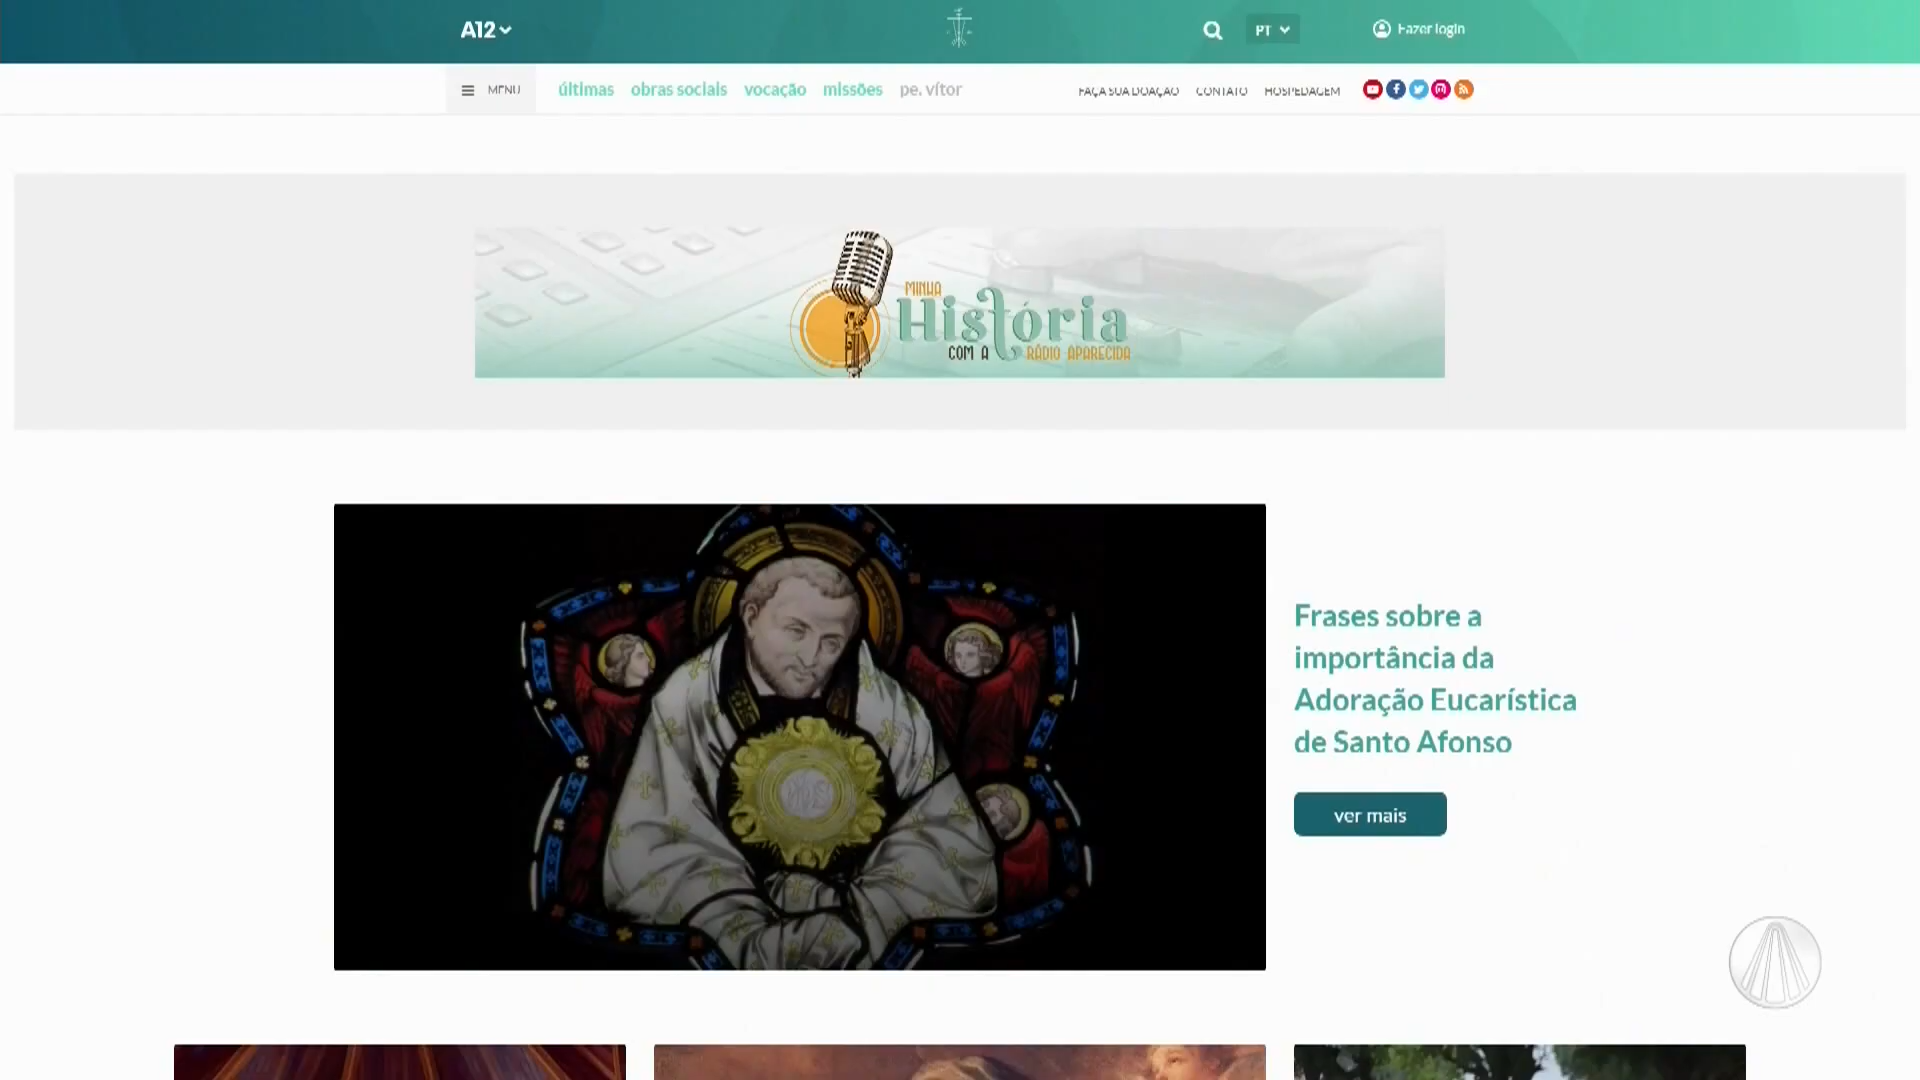 A12
PT
Fazer login
MENU
últimas
obras sociais
vocação
missões
pe. vítor
FAÇA SUA DOAÇÃO
CONTATO
HOSPEDAGEM
MINHA
História
COM A
RÁDIO APARECIDA
Frases sobre a
importância da
Adoração Eucarística
de Santo Afonso
ver mais